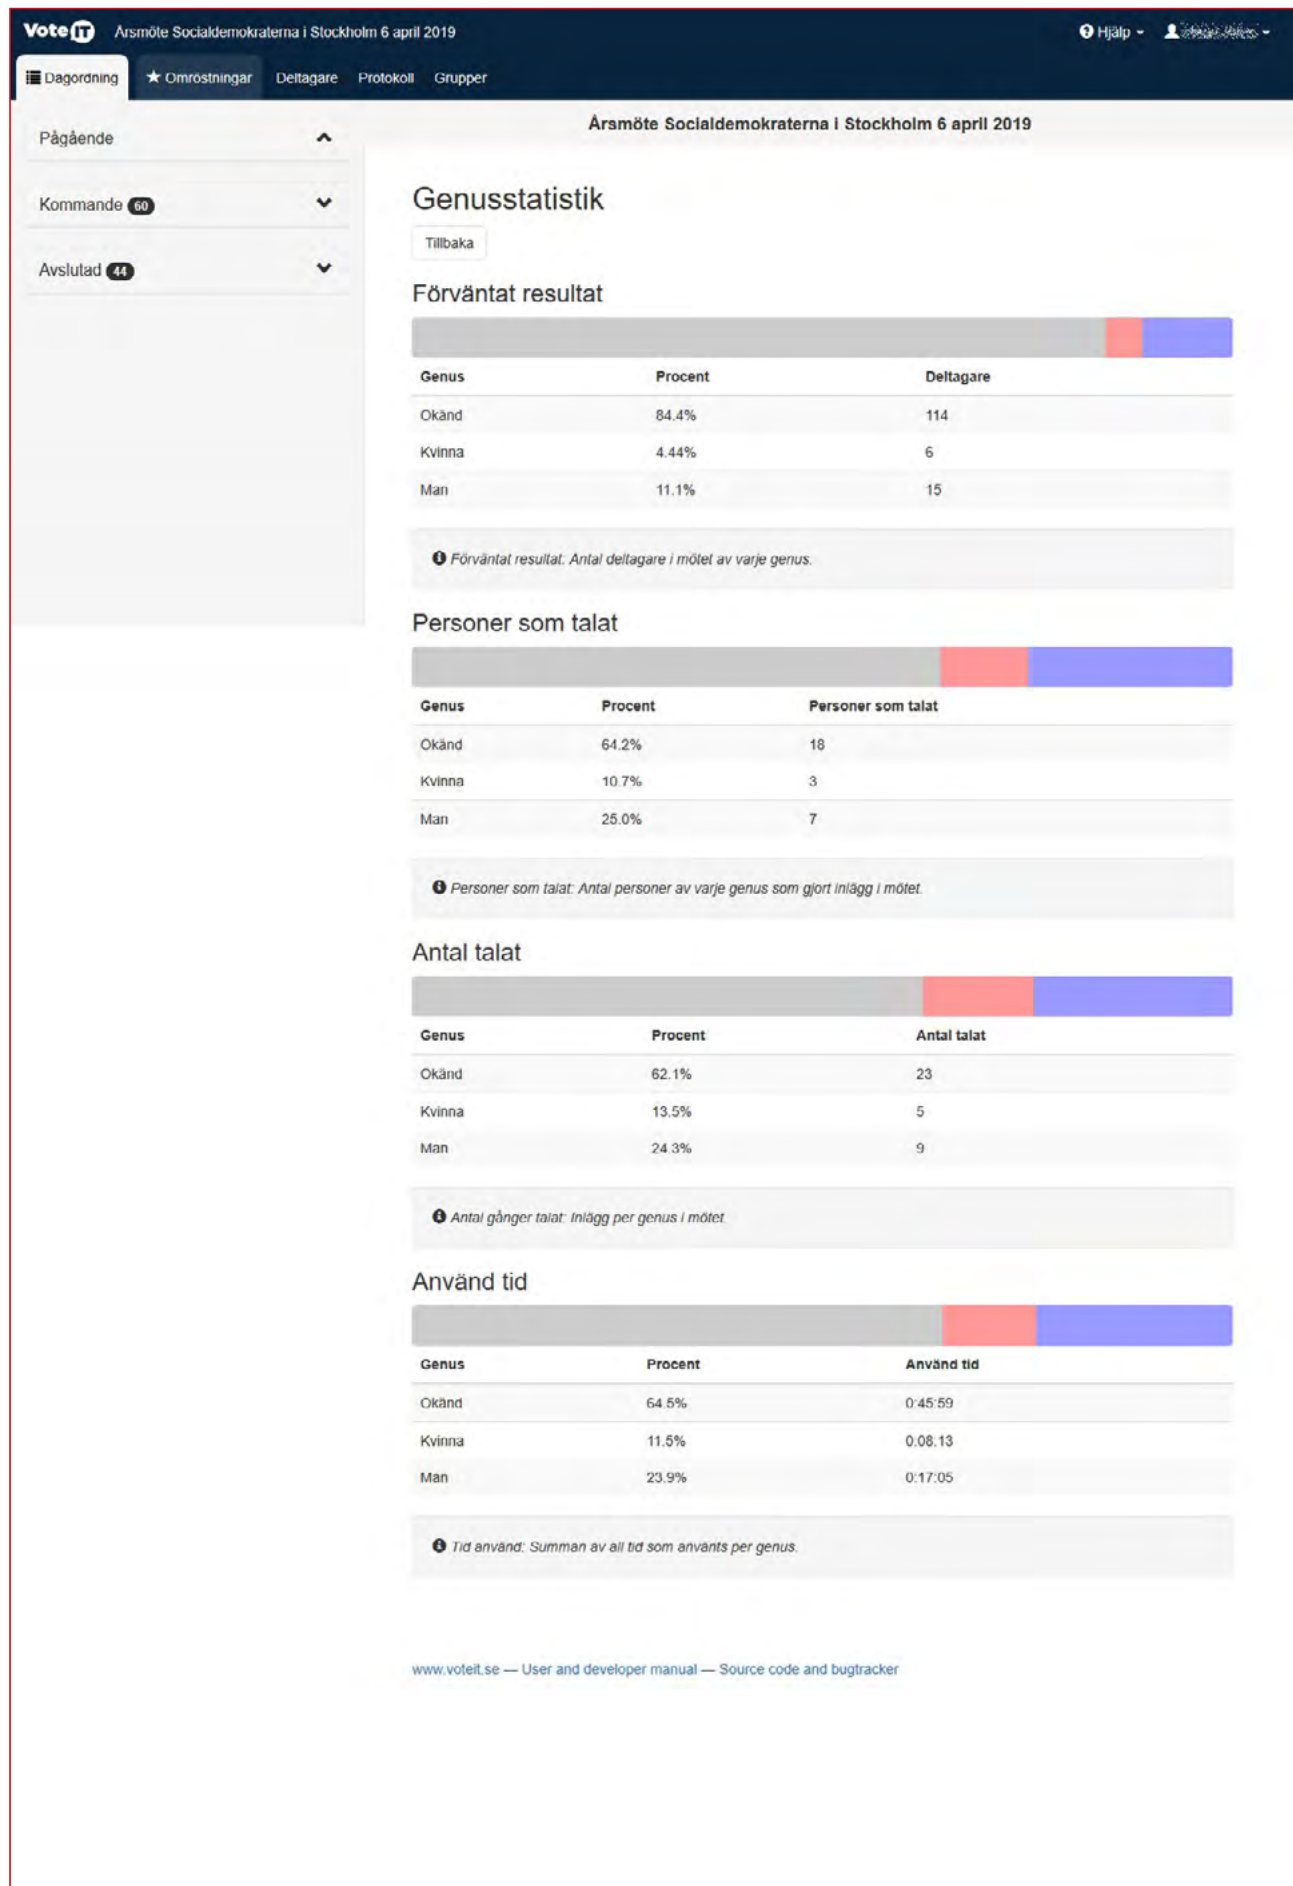 VoteIT Årsmöte Socialdemokraterna i Stockholm 6 april 2019 Hjälp
Dagordning Omröstningar Deltagare Protokoll Grupper
Årsmöte Socialdemokraterna i Stockholm 6 april 2019
Pågående
Kommande 60
Avslutad 44
Genusstatistik
Tillbaka
Förväntat resultat
Genus Procent Deltagare
Okänd 84.4% 114
Kvinna 4.44% 6
Man 11.1% 15
Förväntat resultat: Antal deltagare i mötet av varje genus.
Personer som talat
Genus Procent Personer som talat
Okänd 64.2% 18
Kvinna 10.7% 3
Man 25.0% 7
Personer som talat: Antal personer av varje genus som gjort inlägg i mötet.
Antal talat
Genus Procent Antal talat
Okänd 62.1% 23
Kvinna 13.5% 5
Man 24.3% 9
Antal gånger talat: Inlägg per genus i mötet
Använd tid
Genus Procent Använd tid
Okänd 64.5% 0:45:59
Kvinna 11.5% 0:08:13
Man 23.9% 0:17:05
Tid använd: Summan av all tid som använts per genus.
www.voteit.se — User and developer manual — Source code and bugtracker